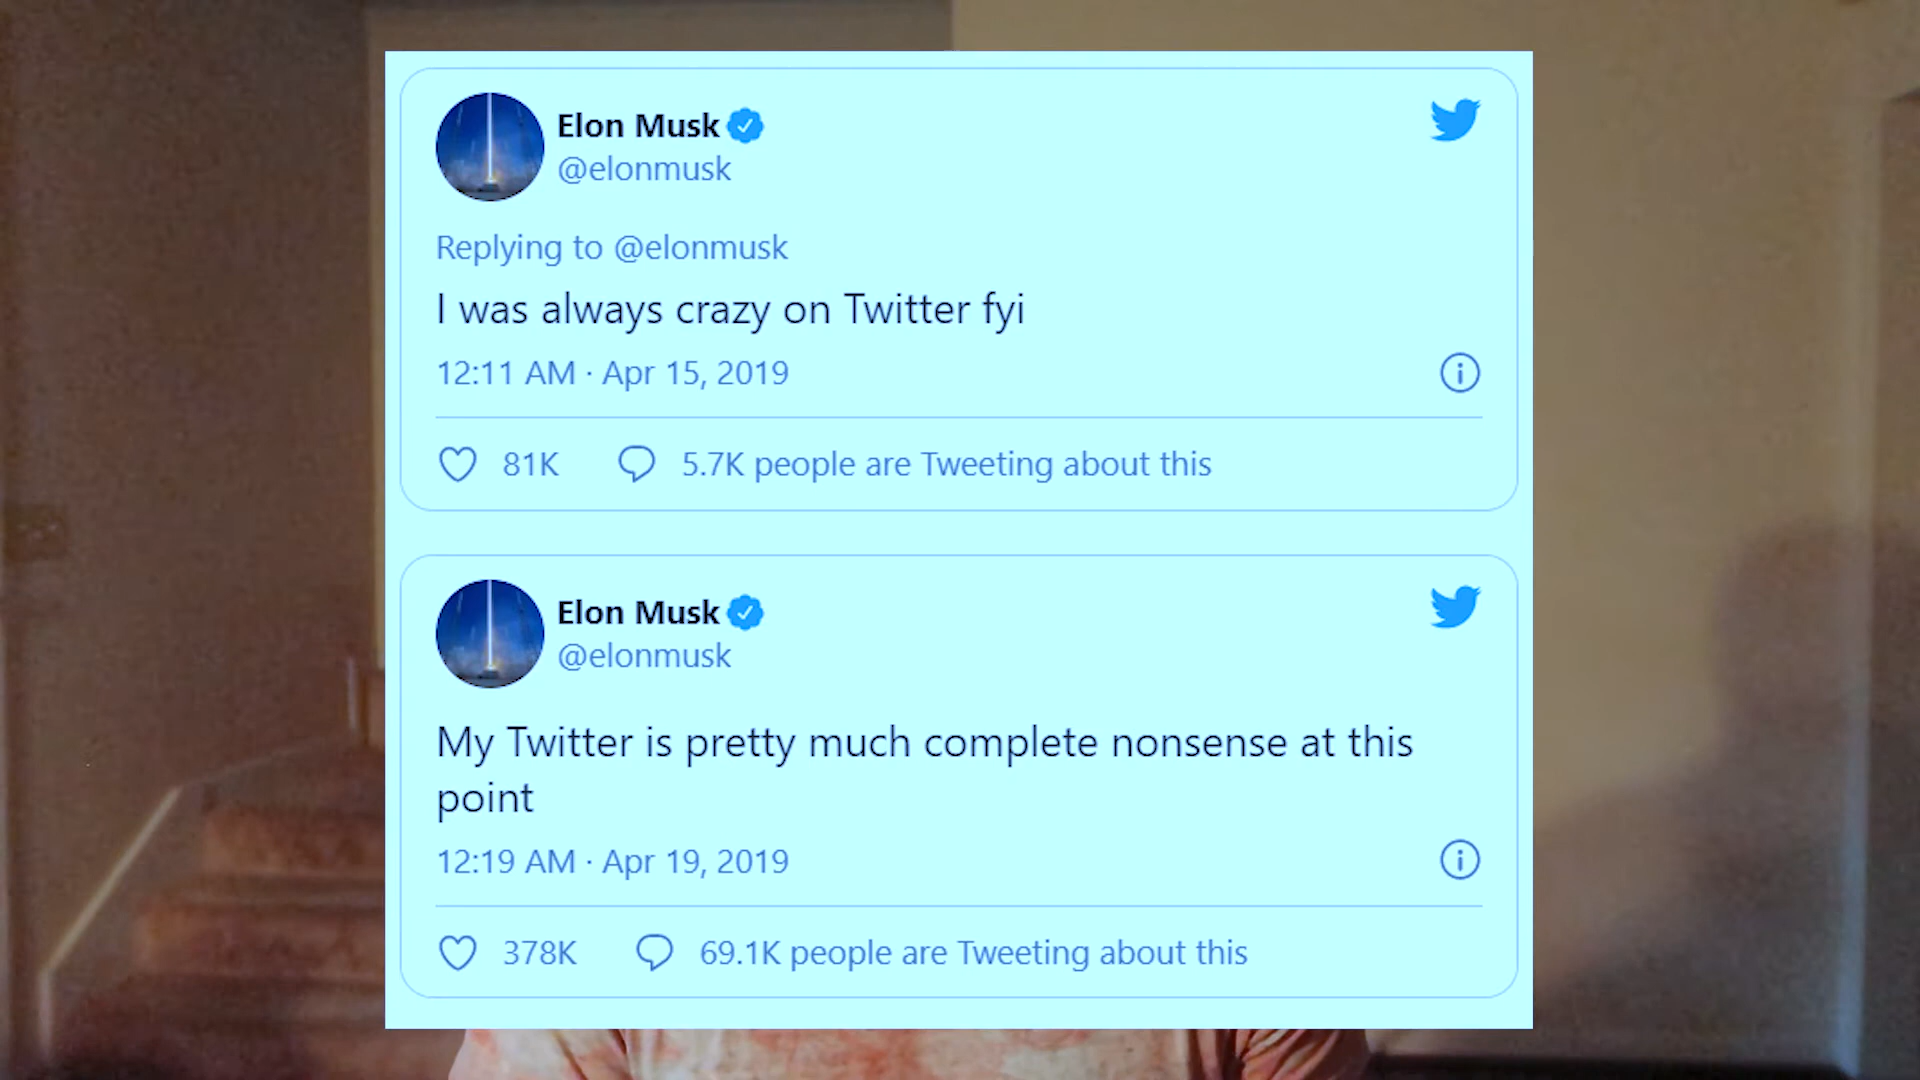 Elon Musk
@elonmusk
Replying to @elonmusk
I was always crazy on Twitter fyi
12:11 AM · Apr 15, 2019
81K 5.7K people are Tweeting about this
Elon Musk
@elonmusk
My Twitter is pretty much complete nonsense at this
point
12:19 AM · Apr 19, 2019
378K 69.1K people are Tweeting about this